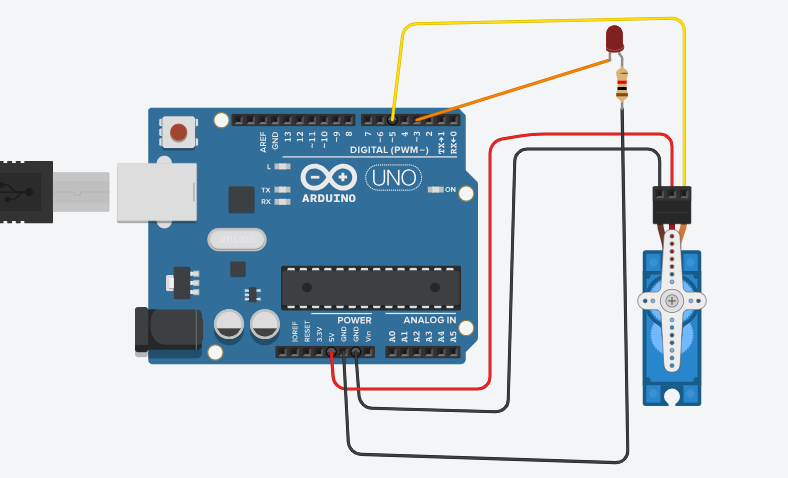 AREF
GND
13
12
~11
~10
~9
8
7
~6
~5
4
~3
2
TX→1
RX←0
DIGITAL (PWM~)
L
TX
RX
ARDUINO
UNO
ON
POWER
ANALOG IN
IOREF
RESET
3.3V
5V
GND
GND
Vin
A0
A1
A2
A3
A4
A5